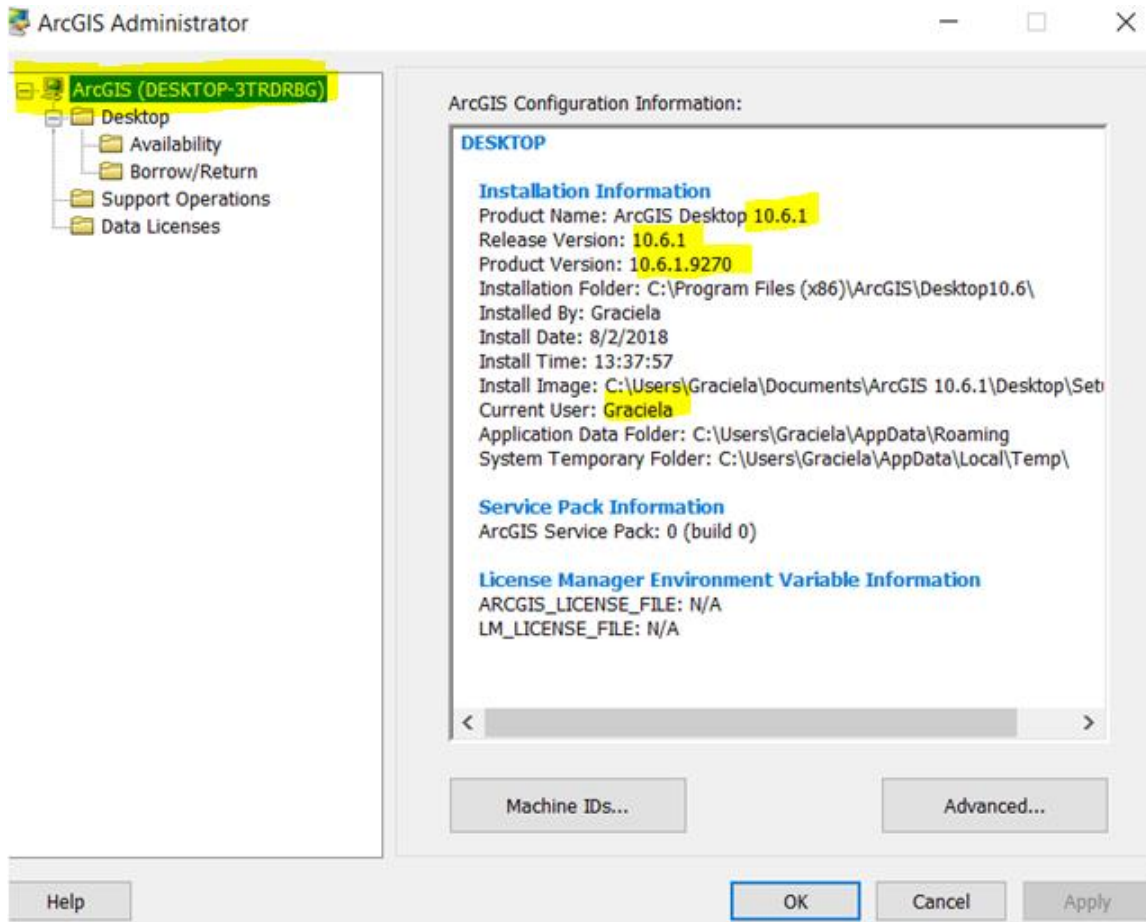 ArcGIS Administrator
ArcGIS (DESKTOP-3TRDRBG)
Desktop
Availability
Borrow/Return
Support Operations
Data Licenses
ArcGIS Configuration Information:
DESKTOP
Installation Information
Product Name: ArcGIS Desktop 10.6.1
Release Version: 10.6.1
Product Version: 10.6.1.9270
Installation Folder: C:\Program Files (x86)\ArcGIS\Desktop10.6\
Installed By: Graciela
Install Date: 8/2/2018
Install Time: 13:37:57
Install Image: C:\Users\Graciela\Documents\ArcGIS 10.6.1\Desktop\Setu
Current User: Graciela
Application Data Folder: C:\Users\Graciela\AppData\Roaming
System Temporary Folder: C:\Users\Graciela\AppData\Local\Temp\
Service Pack Information
ArcGIS Service Pack: 0 (build 0)
License Manager Environment Variable Information
ARCGIS_LICENSE_FILE: N/A
LM_LICENSE_FILE: N/A
Machine IDs...
Advanced...
Help
OK
Cancel
Apply